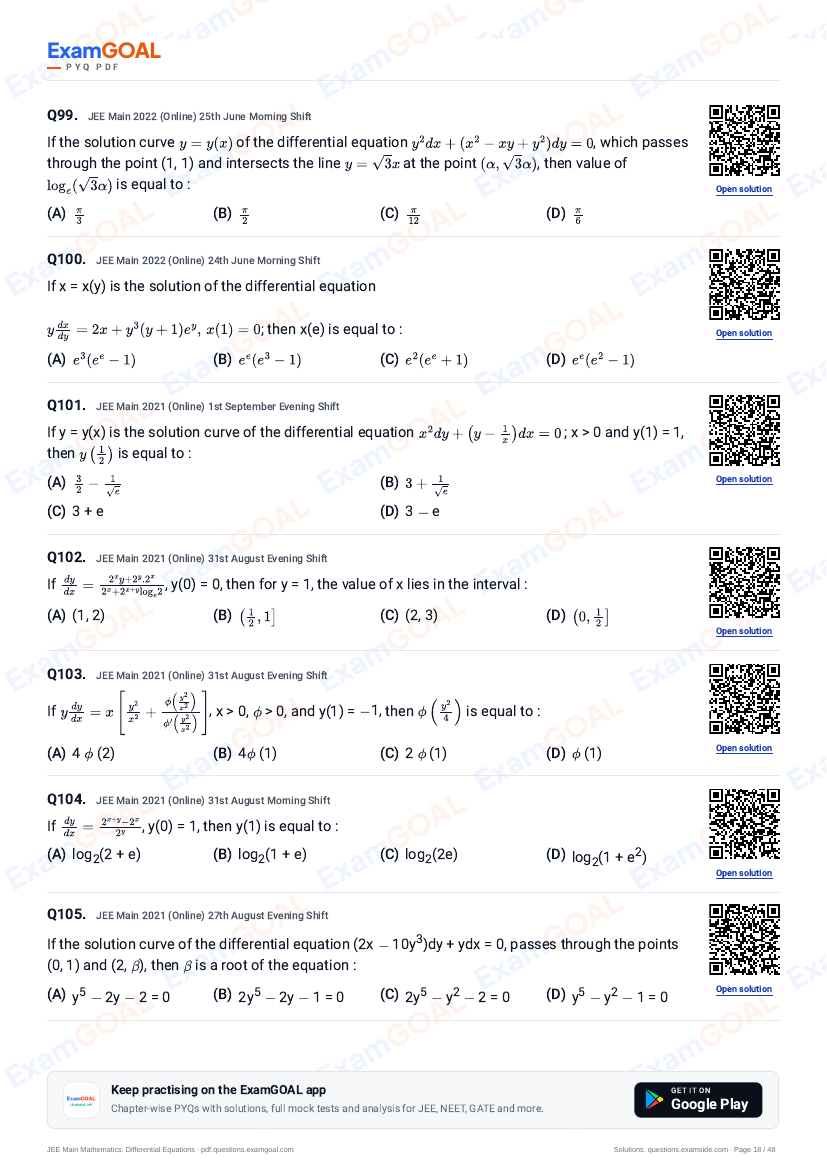 ExamGOAL
PYQ PDF
Q99. JEE Main 2022 (Online) 25th June Morning Shift
If the solution curve y = y(x) of the differential equation y²dx + (x² − xy + y²)dy = 0, which passes
through the point (1, 1) and intersects the line y = √3x at the point (α, √3α), then value of
logₑ(√3α) is equal to :
(A) π/3 (B) π/2 (C) π/12 (D) π/6
Open solution
Q100. JEE Main 2022 (Online) 24th June Morning Shift
If x = x(y) is the solution of the differential equation
y dx/dy = 2x + y³(y + 1)e^y, x(1) = 0; then x(e) is equal to :
(A) e³(e^e − 1) (B) e^e(e³ − 1) (C) e²(e^e + 1) (D) e^e(e² − 1)
Open solution
Q101. JEE Main 2021 (Online) 1st September Evening Shift
If y = y(x) is the solution curve of the differential equation x²dy + (y − 1/x)dx = 0 ; x > 0 and y(1) = 1,
then y(1/2) is equal to :
(A) 3/2 − 1/√e (B) 3 + 1/√e
(C) 3 + e (D) 3 − e
Open solution
Q102. JEE Main 2021 (Online) 31st August Evening Shift
If dy/dx = (2^x y + 2^y.2^x)/(2^x + 2^(x+y) logₑ2), y(0) = 0, then for y = 1, the value of x lies in the interval :
(A) (1, 2) (B) (1/2, 1] (C) (2, 3) (D) (0, 1/2]
Open solution
Q103. JEE Main 2021 (Online) 31st August Evening Shift
If y dy/dx = x[y²/x² + ϕ(y²/x²)/ϕ′(y²/x²)], x > 0, ϕ > 0, and y(1) = −1, then ϕ(y²/4) is equal to :
(A) 4 ϕ (2) (B) 4ϕ (1) (C) 2 ϕ (1) (D) ϕ (1)
Open solution
Q104. JEE Main 2021 (Online) 31st August Morning Shift
If dy/dx = (2^(x+y) − 2^x)/2^y, y(0) = 1, then y(1) is equal to :
(A) log₂(2 + e) (B) log₂(1 + e) (C) log₂(2e) (D) log₂(1 + e²)
Open solution
Q105. JEE Main 2021 (Online) 27th August Evening Shift
If the solution curve of the differential equation (2x − 10y³)dy + ydx = 0, passes through the points
(0, 1) and (2, β), then β is a root of the equation :
(A) y⁵ − 2y − 2 = 0 (B) 2y⁵ − 2y − 1 = 0 (C) 2y⁵ − y² − 2 = 0 (D) y⁵ − y² − 1 = 0
Open solution
ExamGOAL
Keep practising on the ExamGOAL app
Chapter-wise PYQs with solutions, full mock tests and analysis for JEE, NEET, GATE and more.
GET IT ON
Google Play
JEE Main Mathematics: Differential Equations · pdf.questions.examgoal.com
Solutions: questions.examside.com · Page 18 / 48